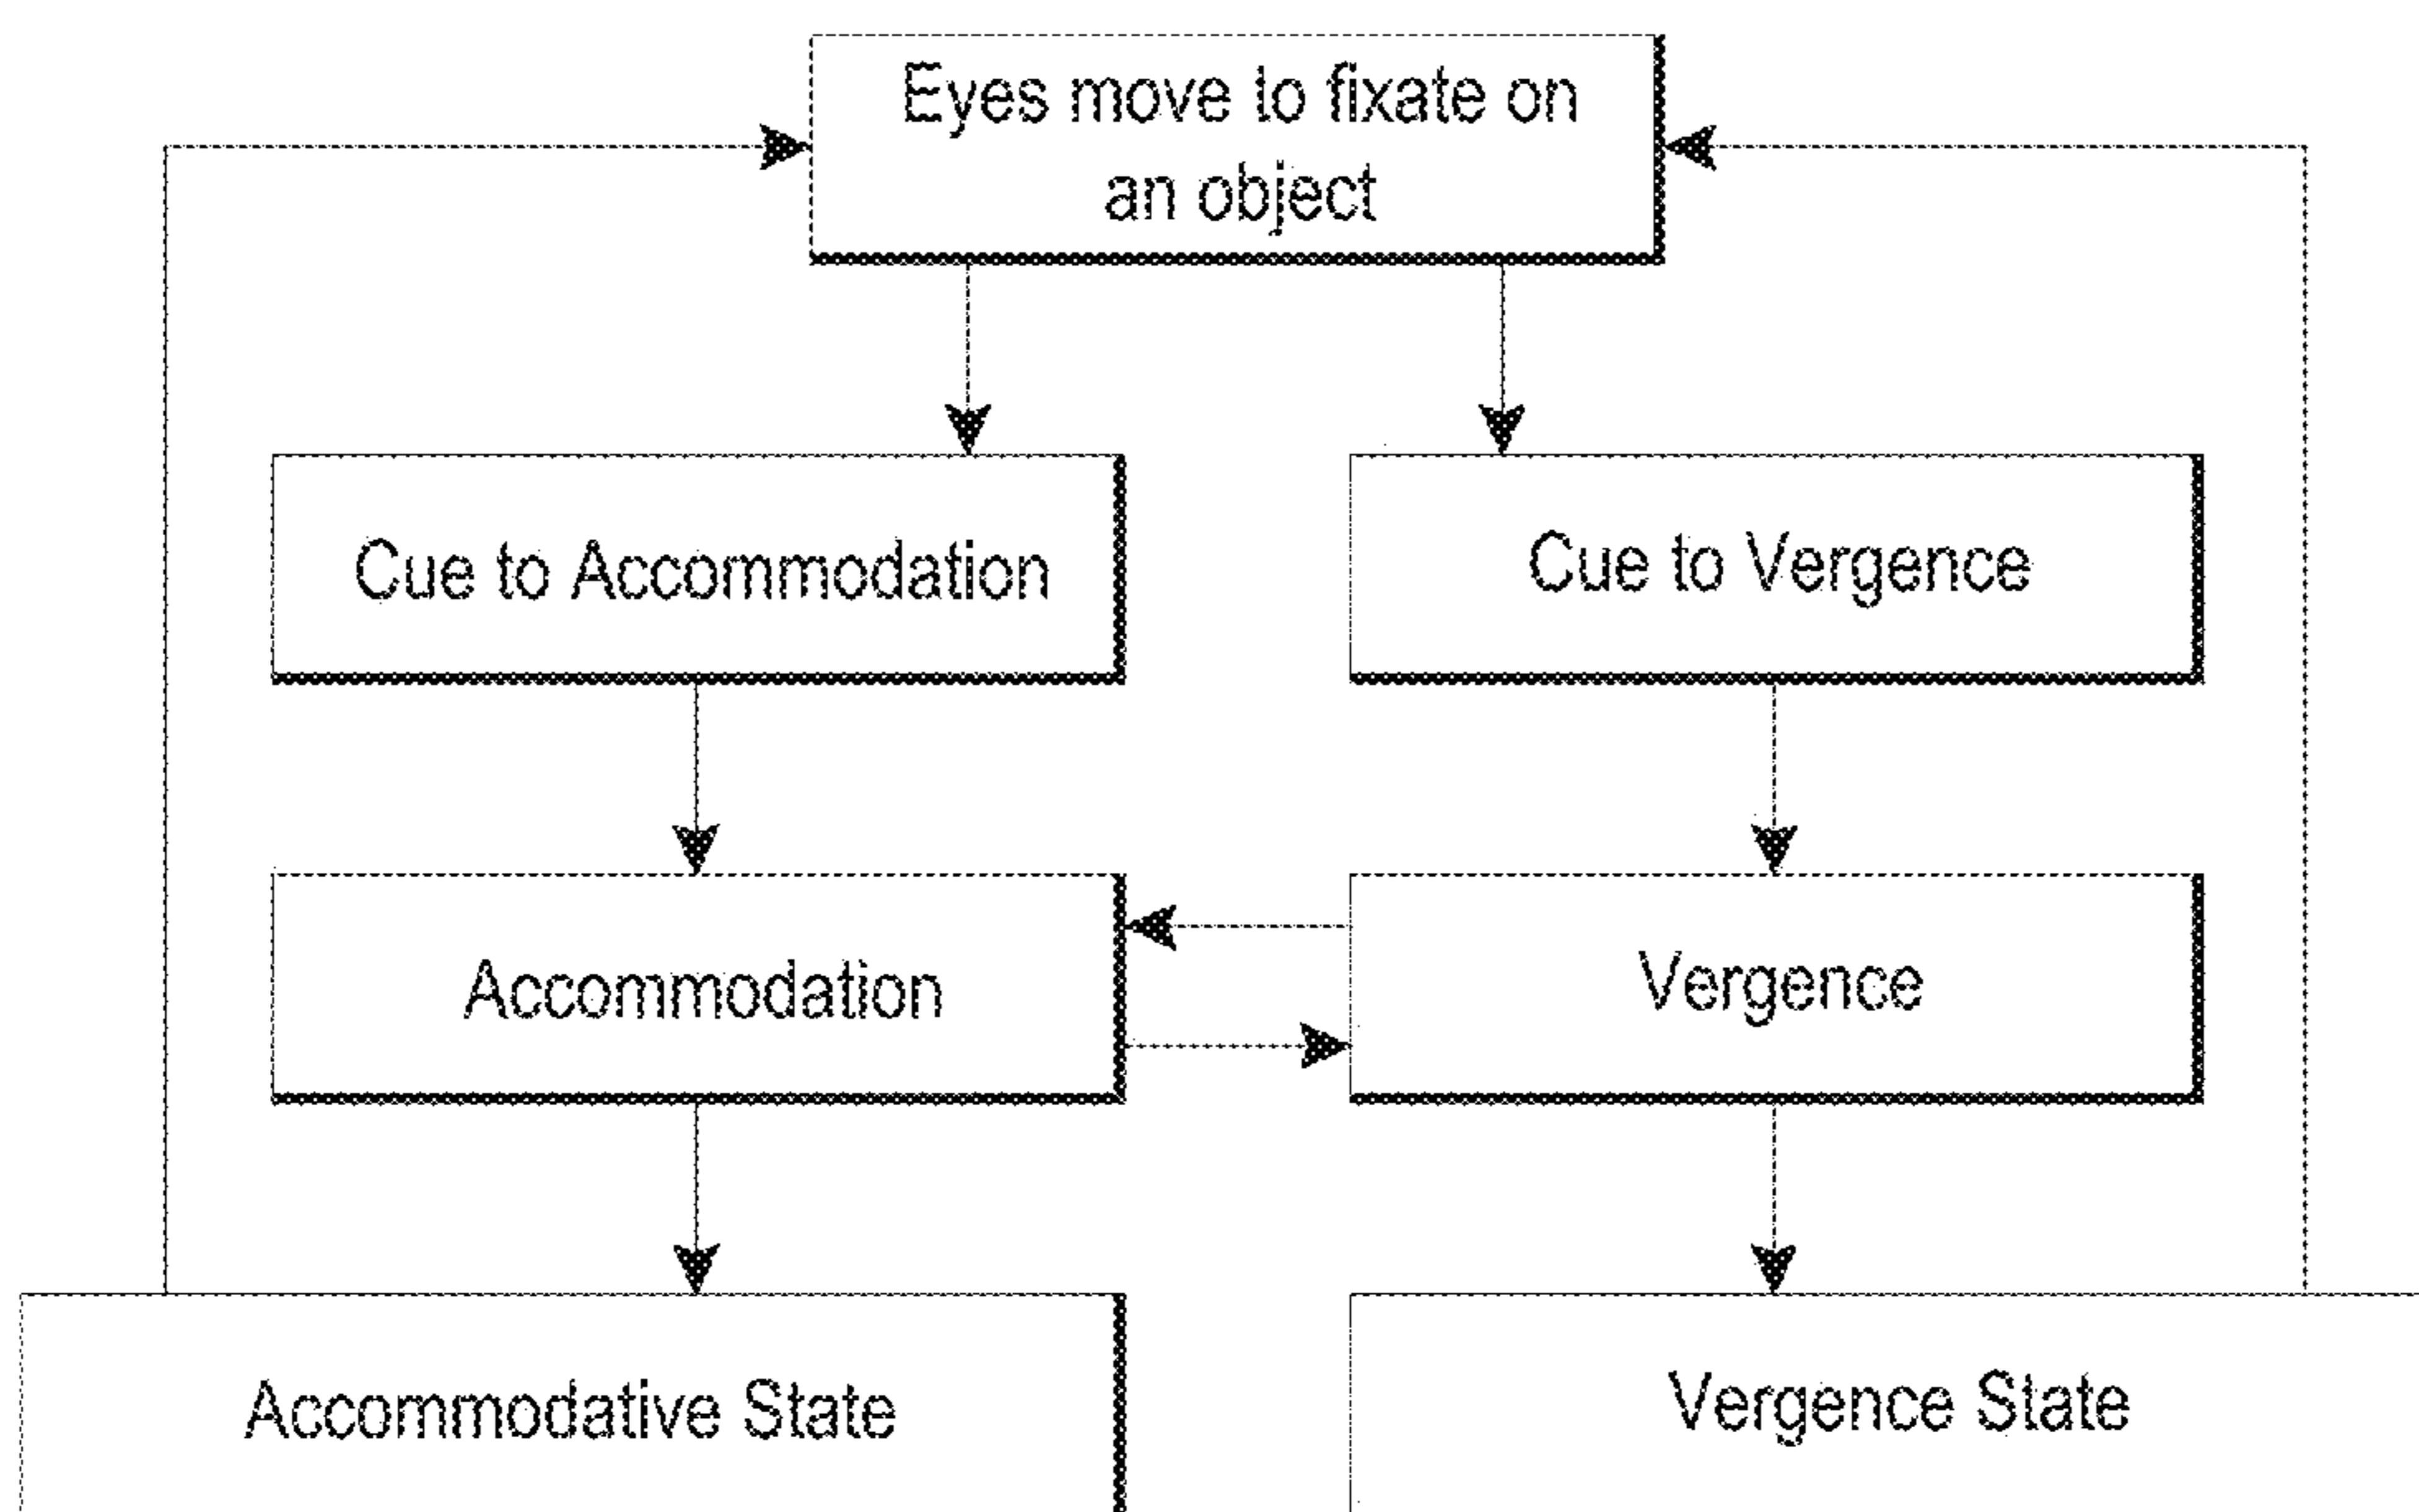 Eyes move to fixate on
an object
Cue to Accommodation
Cue to Vergence
Accommodation
Vergence
Accommodative State
Vergence State